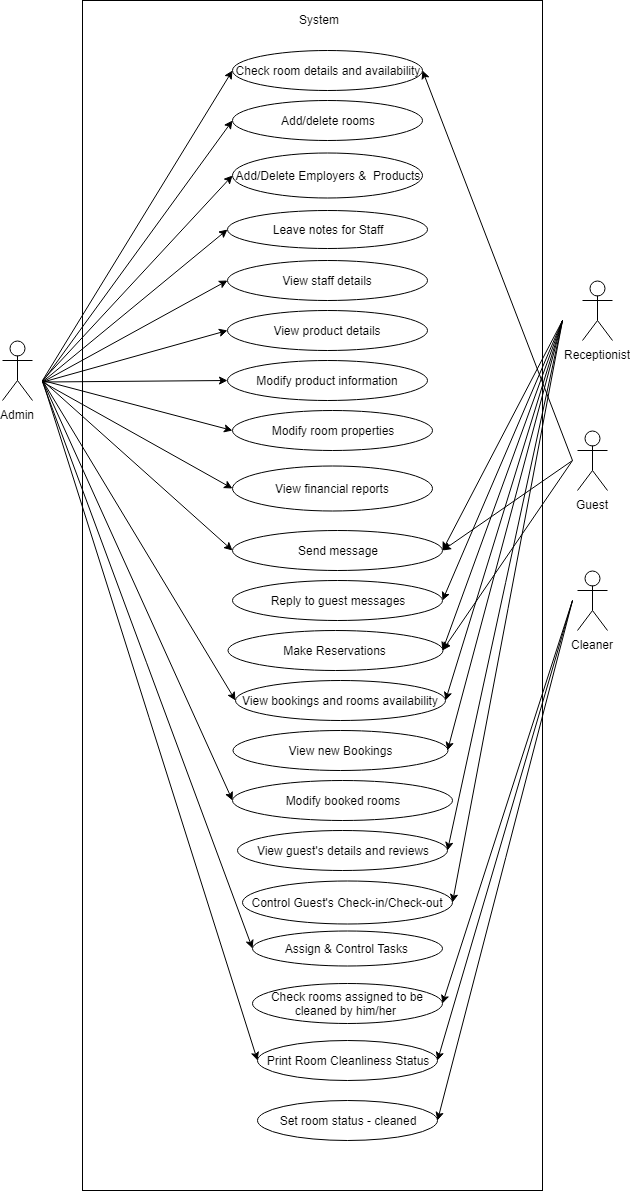 System
Check room details and availability
Add/delete rooms
Add/Delete Employers &  Products
Leave notes for Staff
View staff details
Receptionist
View product details
Admin
Modify product information
Modify room properties
View financial reports
Guest
Send message
Reply to guest messages
Cleaner
Make Reservations
View bookings and rooms availability
View new Bookings
Modify booked rooms
View guest's details and reviews
Control Guest's Check-in/Check-out
Assign & Control Tasks
Check rooms assigned to be
cleaned by him/her
Print Room Cleanliness Status
Set room status - cleaned